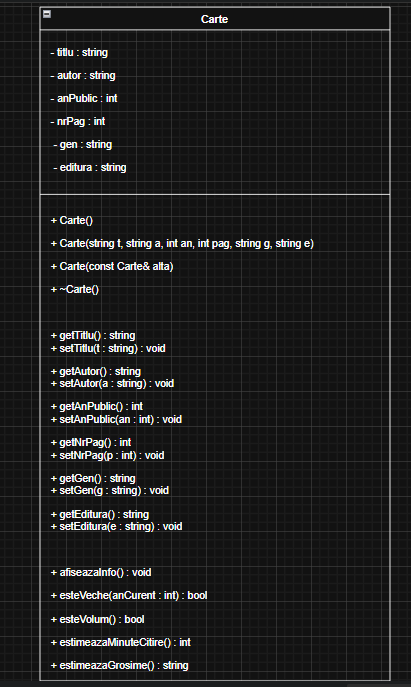 Carte
- titlu : string
- autor : string
- anPublic : int
- nrPag : int
- gen : string
- editura : string
+ Carte()
+ Carte(string t, string a, int an, int pag, string g, string e)
+ Carte(const Carte& alta)
+ ~Carte()
+ getTitlu() : string
+ setTitlu(t : string) : void
+ getAutor() : string
+ setAutor(a : string) : void
+ getAnPublic() : int
+ setAnPublic(an : int) : void
+ getNrPag() : int
+ setNrPag(p : int) : void
+ getGen() : string
+ setGen(g : string) : void
+ getEditura() : string
+ setEditura(e : string) : void
+ afiseazaInfo() : void
+ esteVeche(anCurent : int) : bool
+ esteVolum() : bool
+ estimeazaMinuteCitire() : int
+ estimeazaGrosime() : string